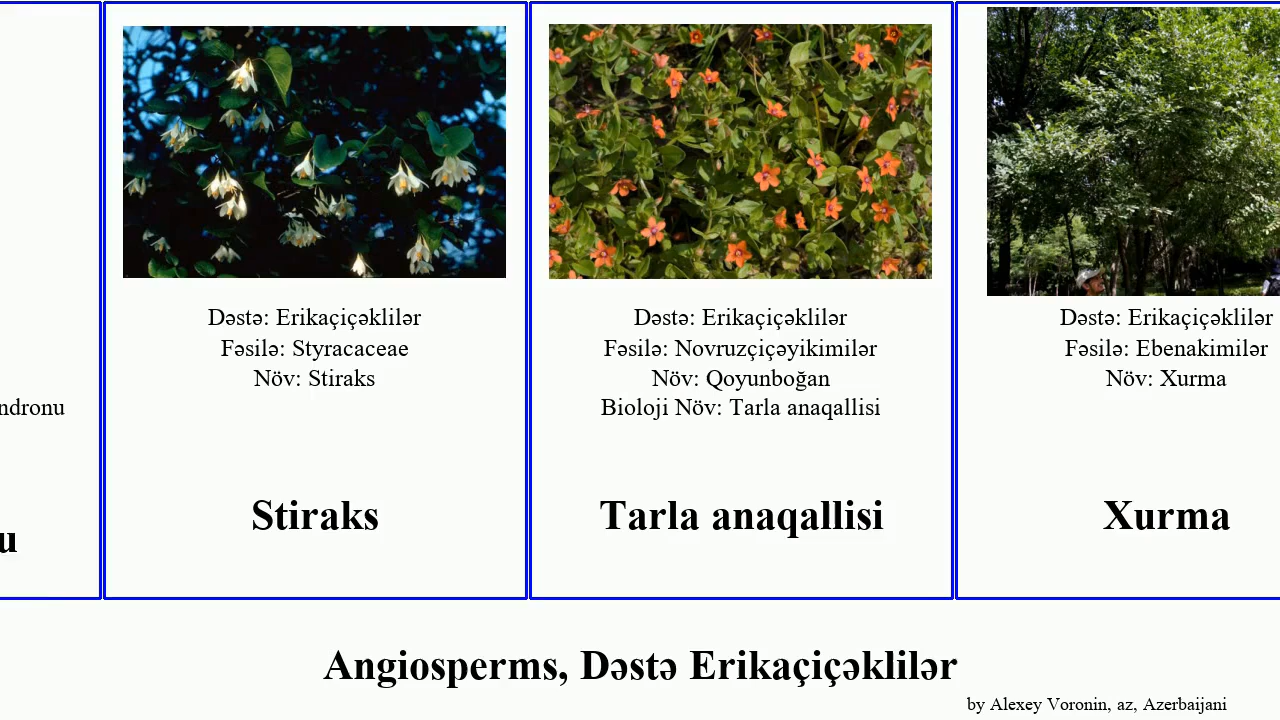 ndronu
u
Dəstə: Erikaçiçəklilər
Fəsilə: Styracaceae
Növ: Stiraks
Stiraks
Dəstə: Erikaçiçəklilər
Fəsilə: Novruzçiçəyikimilər
Növ: Qoyunboğan
Bioloji Növ: Tarla anaqallisi
Tarla anaqallisi
Dəstə: Erikaçiçəklilər
Fəsilə: Ebenakimilər
Növ: Xurma
Xurma
Angiosperms, Dəstə Erikaçiçəklilər
by Alexey Voronin, az, Azerbaijani